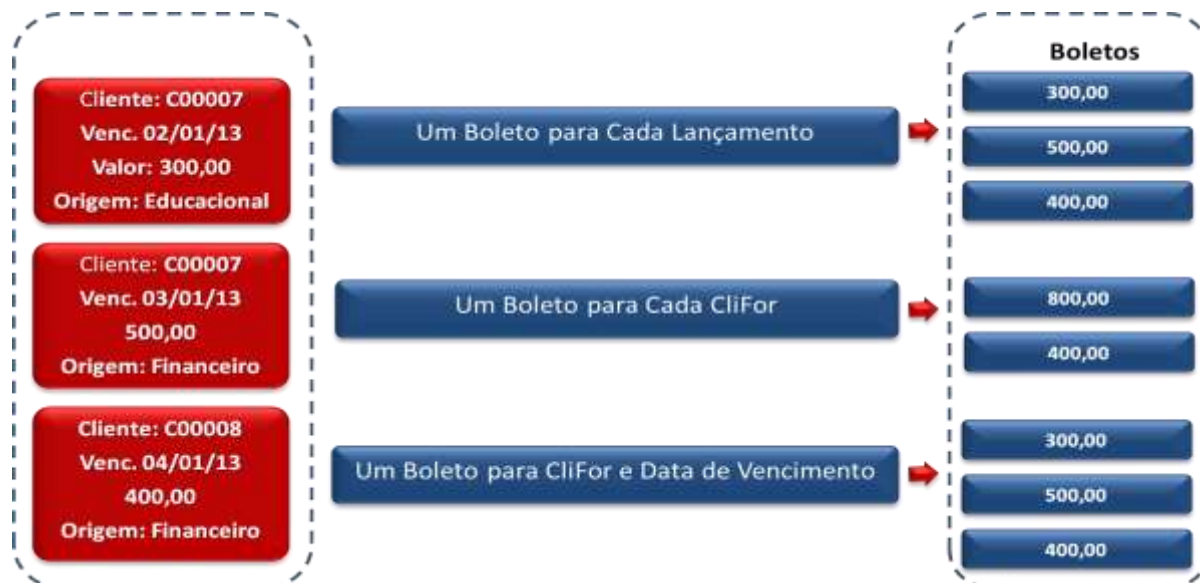 Cliente: C00007
Venc. 02/01/13
Valor: 300,00
Origem: Educacional
Cliente: C00007
Venc. 03/01/13
500,00
Origem: Financeiro
Cliente: C00008
Venc. 04/01/13
400,00
Origem: Financeiro
Um Boleto para Cada Lançamento
Um Boleto para Cada CliFor
Um Boleto para CliFor e Data de Vencimento
Boletos
300,00
500,00
400,00
800,00
400,00
300,00
500,00
400,00